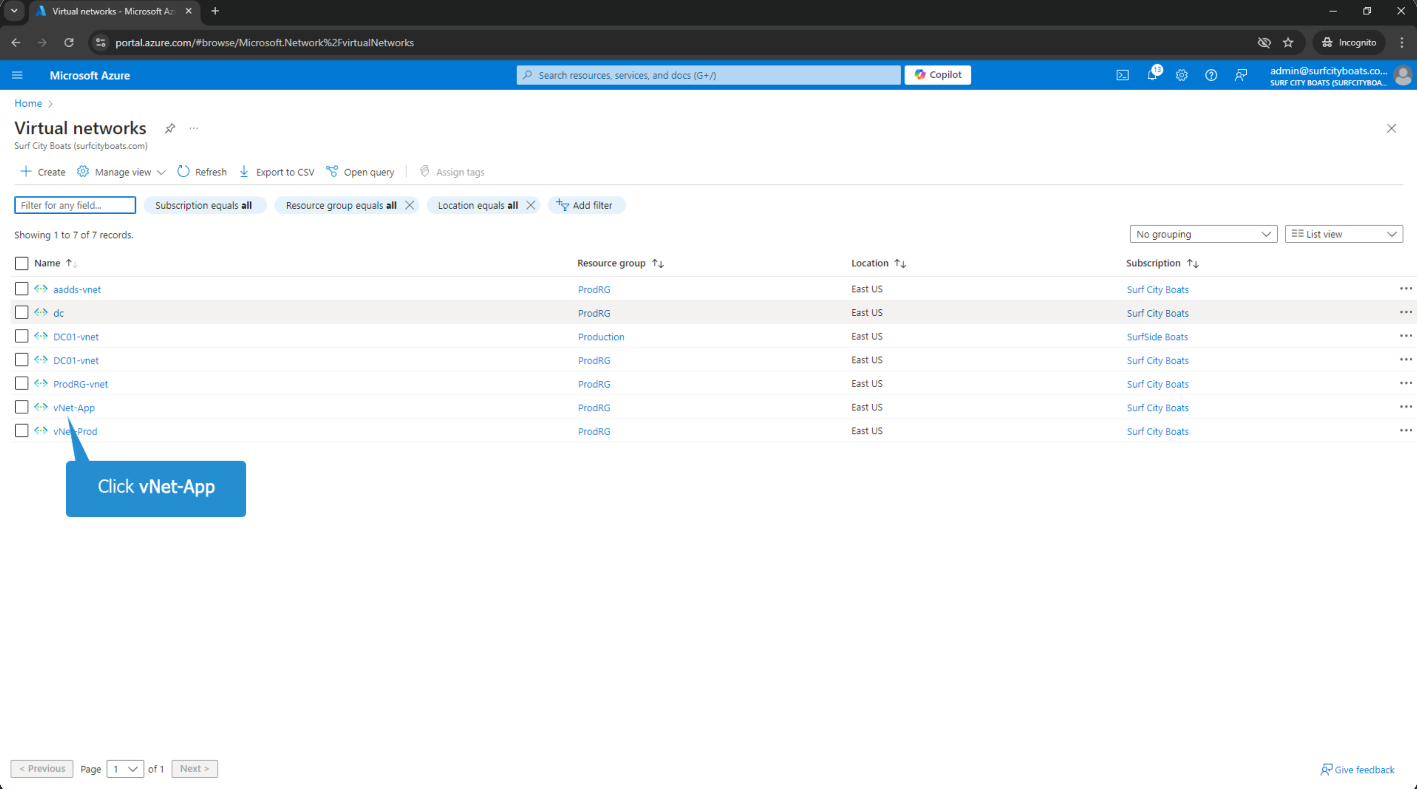 Virtual networks - Microsoft Az
portal.azure.com/#browse/Microsoft.Network%2FvirtualNetworks
Incognito
Microsoft Azure
Search resources, services, and docs (G+/)
Copilot
13
admin@surfcityboats.co...
SURF CITY BOATS (SURFCITYBOA...
Home
Virtual networks
Surf City Boats (surfcityboats.com)
Create Manage view Refresh Export to CSV Open query Assign tags
Filter for any field... Subscription equals all Resource group equals all Location equals all Add filter
Showing 1 to 7 of 7 records. No grouping List view
Name Resource group Location Subscription
aadds-vnet ProdRG East US Surf City Boats
dc ProdRG East US Surf City Boats
DC01-vnet Production East US SurfSide Boats
DC01-vnet ProdRG East US Surf City Boats
ProdRG-vnet ProdRG East US Surf City Boats
vNet-App ProdRG East US Surf City Boats
vNet-Prod ProdRG East US Surf City Boats
Click vNet-App
< Previous Page 1 of 1 Next >
Give feedback